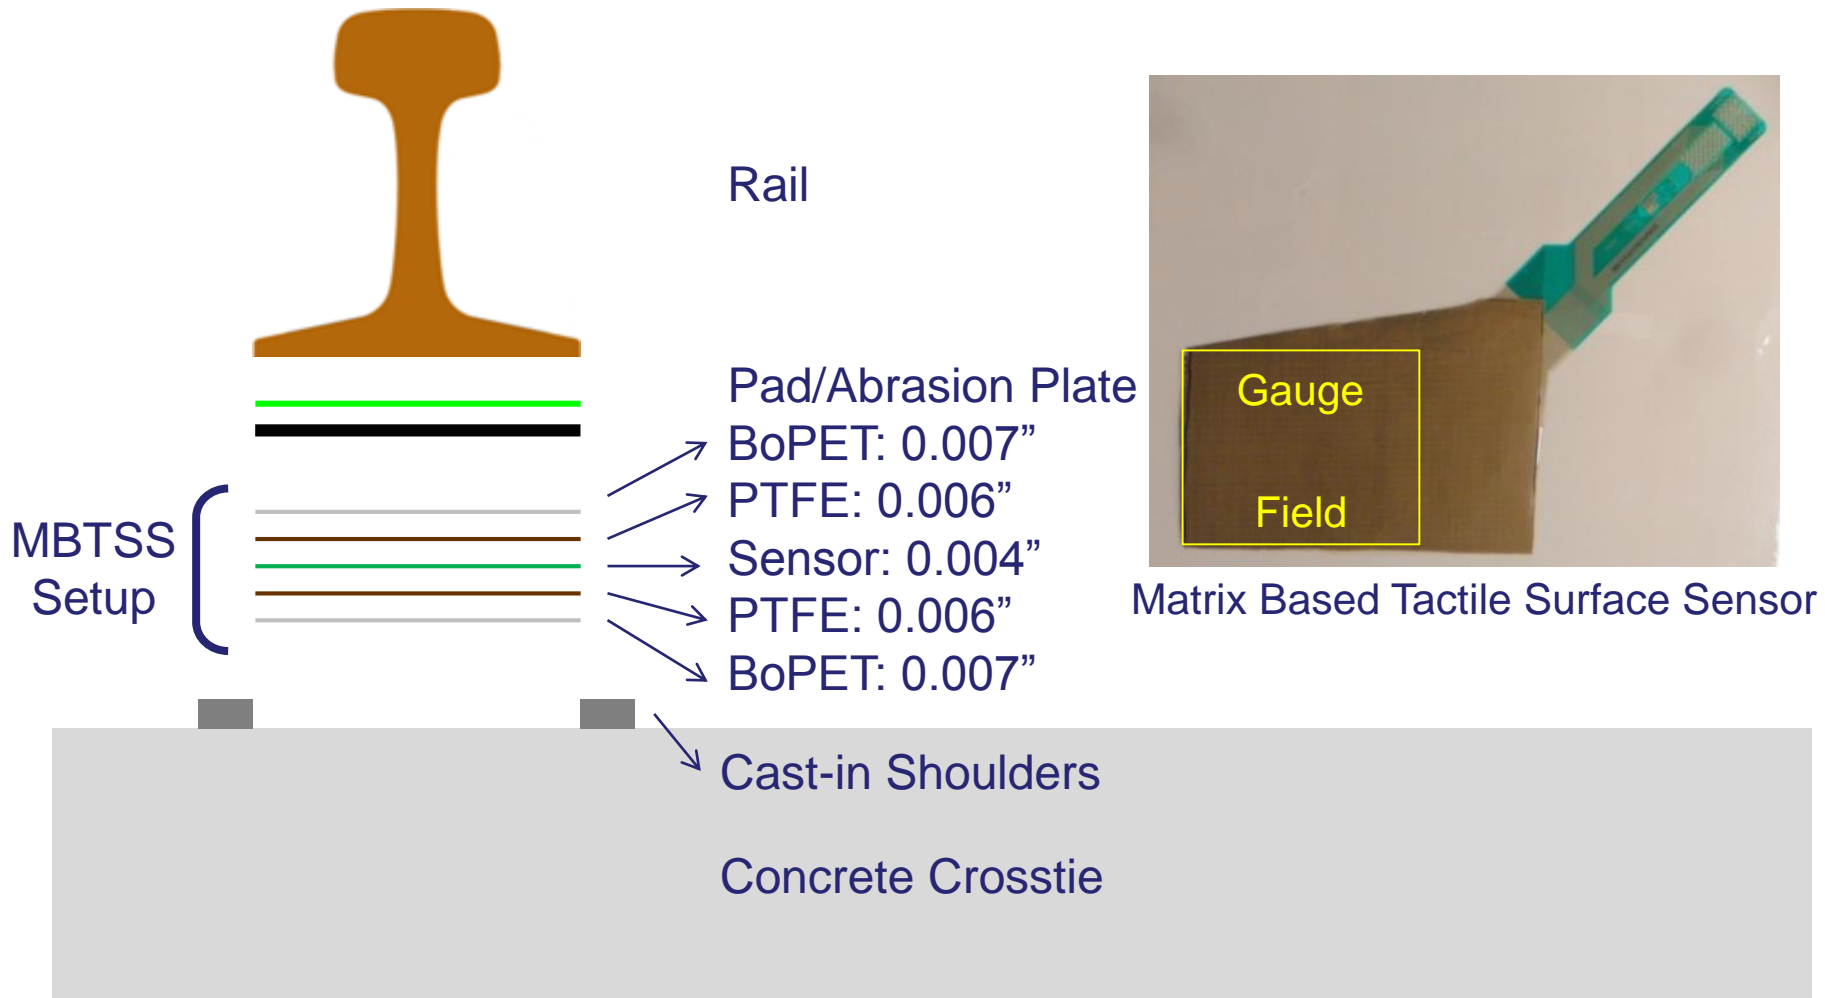 Rail
Pad/Abrasion Plate
BoPET: 0.007”
PTFE: 0.006”
Sensor: 0.004”
PTFE: 0.006”
BoPET: 0.007”
MBTSS
Setup
Cast-in Shoulders
Concrete Crosstie
Gauge
Field
Matrix Based Tactile Surface Sensor